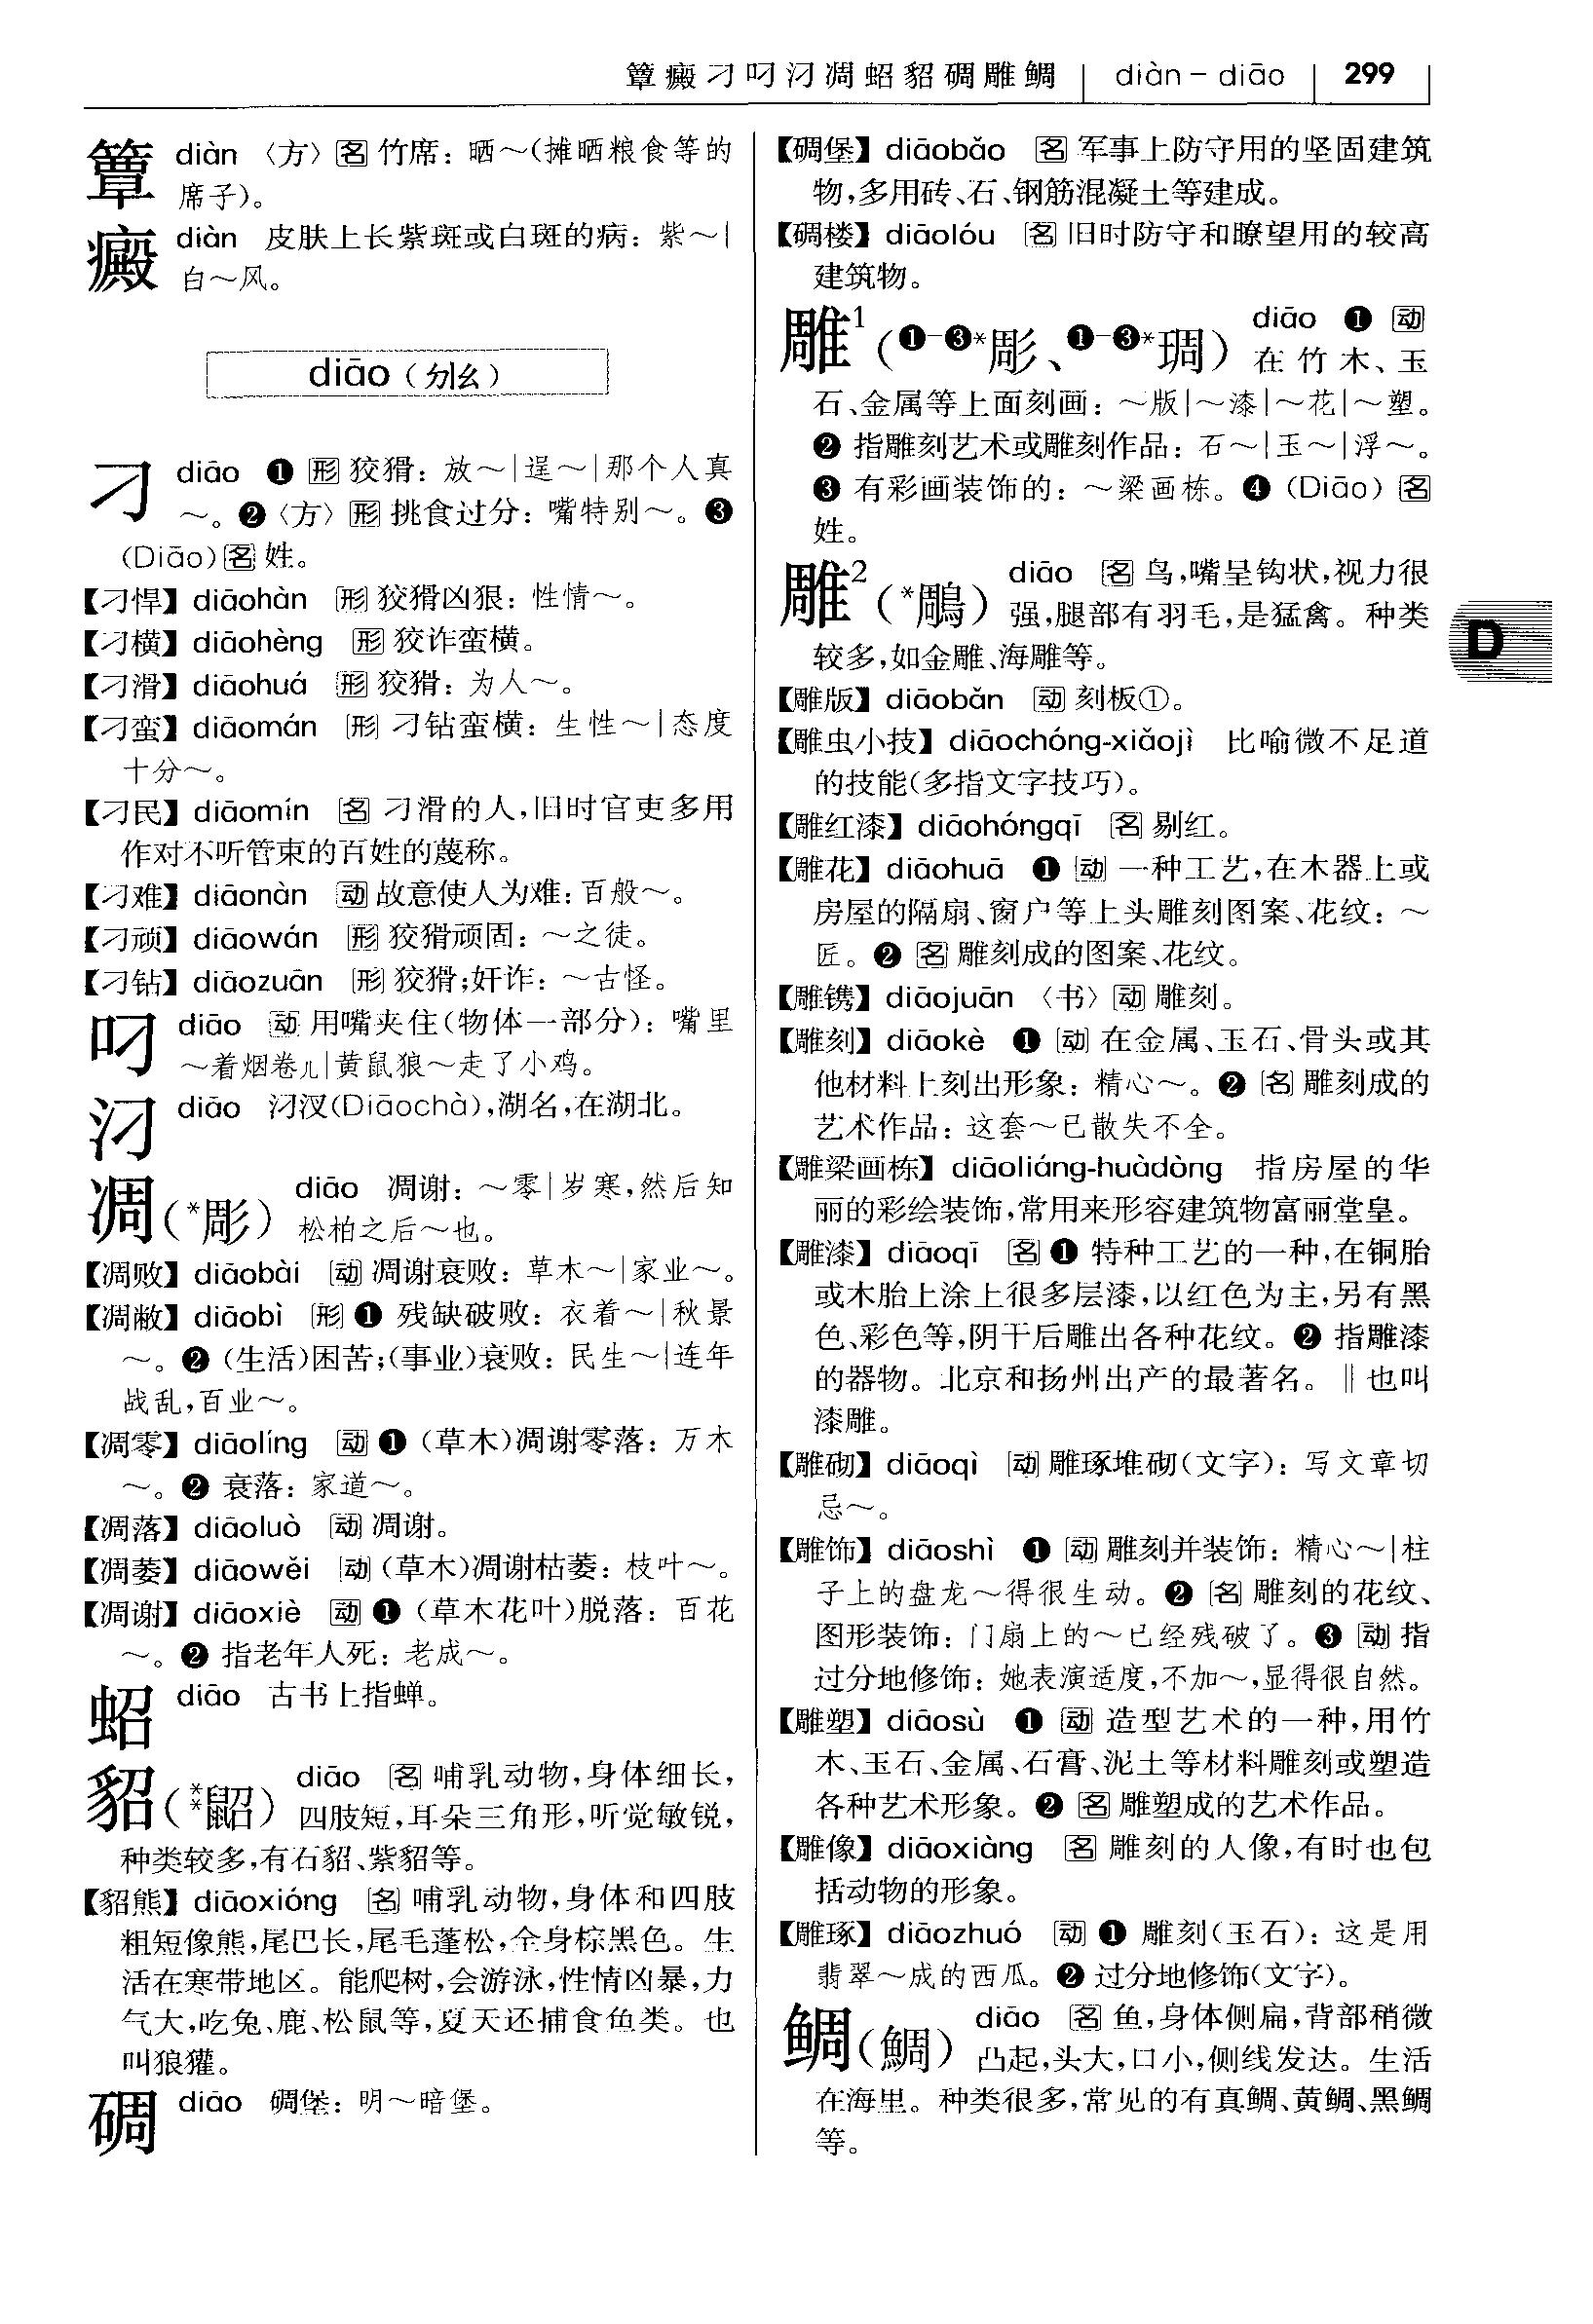 簟癜刁叼汈凋蛁貂碉雕鲷 diàn–diāo 299
簟 diàn 〈方〉名 竹席：晒～(摊晒粮食等的
席子)。
癜 diàn 皮肤上长紫斑或白斑的病：紫～|
白～风。
diāo（ㄉㄧㄠ）
刁 diāo ❶ 形 狡猾：放～|逞～|那个人真
～。❷〈方〉形 挑食过分：嘴特别～。❸
(Diāo)名 姓。
【刁悍】diāohàn 形 狡猾凶狠：性情～。
【刁横】diāohèng 形 狡诈蛮横。
【刁滑】diāohuá 形 狡猾：为人～。
【刁蛮】diāomán 形 刁钻蛮横：生性～|态度
十分～。
【刁民】diāomín 名 刁滑的人，旧时官吏多用
作对不听管束的百姓的蔑称。
【刁难】diāonàn 动 故意使人为难：百般～。
【刁顽】diāowán 形 狡猾顽固：～之徒。
【刁钻】diāozuān 形 狡猾；奸诈：～古怪。
叼 diāo 动 用嘴夹住(物体一部分)：嘴里
～着烟卷儿|黄鼠狼～走了小鸡。
汈 diāo 汈汊(Diāochà)，湖名，在湖北。
凋(*彫) diāo 凋谢：～零|岁寒，然后知
松柏之后～也。
【凋败】diāobài 动 凋谢衰败：草木～|家业～。
【凋敝】diāobì 形 ❶ 残缺破败：衣着～|秋景
～。❷ (生活)困苦；(事业)衰败：民生～|连年
战乱，百业～。
【凋零】diāolíng 动 ❶ (草木)凋谢零落：万木
～。❷ 衰落：家道～。
【凋落】diāoluò 动 凋谢。
【凋萎】diāowěi 动 (草木)凋谢枯萎：枝叶～。
【凋谢】diāoxiè 动 ❶ (草木花叶)脱落：百花
～。❷ 指老年人死：老成～。
蛁 diāo 古书上指蝉。
貂(**鼦) diāo 名 哺乳动物，身体细长，
四肢短，耳朵三角形，听觉敏锐，
种类较多，有石貂、紫貂等。
【貂熊】diāoxióng 名 哺乳动物，身体和四肢
粗短像熊，尾巴长，尾毛蓬松，全身棕黑色。生
活在寒带地区。能爬树，会游泳，性情凶暴，力
气大，吃兔、鹿、松鼠等，夏天还捕食鱼类。也
叫狼獾。
碉 diāo 碉堡：明～暗堡。
【碉堡】diāobǎo 名 军事上防守用的坚固建筑
物，多用砖、石、钢筋混凝土等建成。
【碉楼】diāolóu 名 旧时防守和瞭望用的较高
建筑物。
雕¹(❶–❸*彫、❶–❸*琱) diāo ❶ 动
在竹木、玉
石、金属等上面刻画：～版|～漆|～花|～塑。
❷ 指雕刻艺术或雕刻作品：石～|玉～|浮～。
❸ 有彩画装饰的：～梁画栋。❹ (Diāo) 名
姓。
雕²(*鵰) diāo 名 鸟，嘴呈钩状，视力很
强，腿部有羽毛，是猛禽。种类
较多，如金雕、海雕等。
【雕版】diāobǎn 动 刻板①。
【雕虫小技】diāochóng-xiǎojì 比喻微不足道
的技能(多指文字技巧)。
【雕红漆】diāohóngqī 名 剔红。
【雕花】diāohuā ❶ 动 一种工艺，在木器上或
房屋的隔扇、窗户等上头雕刻图案、花纹：～
匠。❷ 名 雕刻成的图案、花纹。
【雕镌】diāojuān 〈书〉动 雕刻。
【雕刻】diāokè ❶ 动 在金属、玉石、骨头或其
他材料上刻出形象：精心～。❷ 名 雕刻成的
艺术作品：这套～已散失不全。
【雕梁画栋】diāoliáng-huàdòng 指房屋的华
丽的彩绘装饰，常用来形容建筑物富丽堂皇。
【雕漆】diāoqī 名 ❶ 特种工艺的一种，在铜胎
或木胎上涂上很多层漆，以红色为主，另有黑
色、彩色等，阴干后雕出各种花纹。❷ 指雕漆
的器物。北京和扬州出产的最著名。‖也叫
漆雕。
【雕砌】diāoqì 动 雕琢堆砌(文字)：写文章切
忌～。
【雕饰】diāoshì ❶ 动 雕刻并装饰：精心～|柱
子上的盘龙～得很生动。❷ 名 雕刻的花纹、
图形装饰：门扇上的～已经残破了。❸ 动 指
过分地修饰：她表演适度，不加～，显得很自然。
【雕塑】diāosù ❶ 动 造型艺术的一种，用竹
木、玉石、金属、石膏、泥土等材料雕刻或塑造
各种艺术形象。❷ 名 雕塑成的艺术作品。
【雕像】diāoxiàng 名 雕刻的人像，有时也包
括动物的形象。
【雕琢】diāozhuó 动 ❶ 雕刻(玉石)：这是用
翡翠～成的西瓜。❷ 过分地修饰(文字)。
鲷(鯛) diāo 名 鱼，身体侧扁，背部稍微
凸起，头大，口小，侧线发达。生活
在海里。种类很多，常见的有真鲷、黄鲷、黑鲷
等。
D